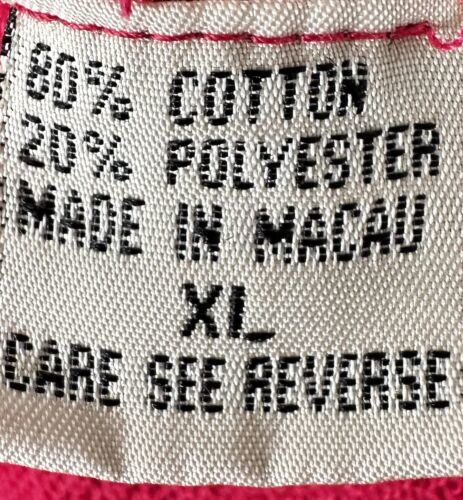 80% COTTON
20% POLYESTER
MADE IN MACAU
XL
CARE SEE REVERSE